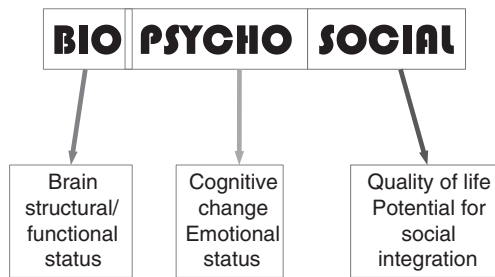 BIO PSYCHO SOCIAL
Brain
structural/
functional
status
Cognitive
change
Emotional
status
Quality of life
Potential for
social
integration